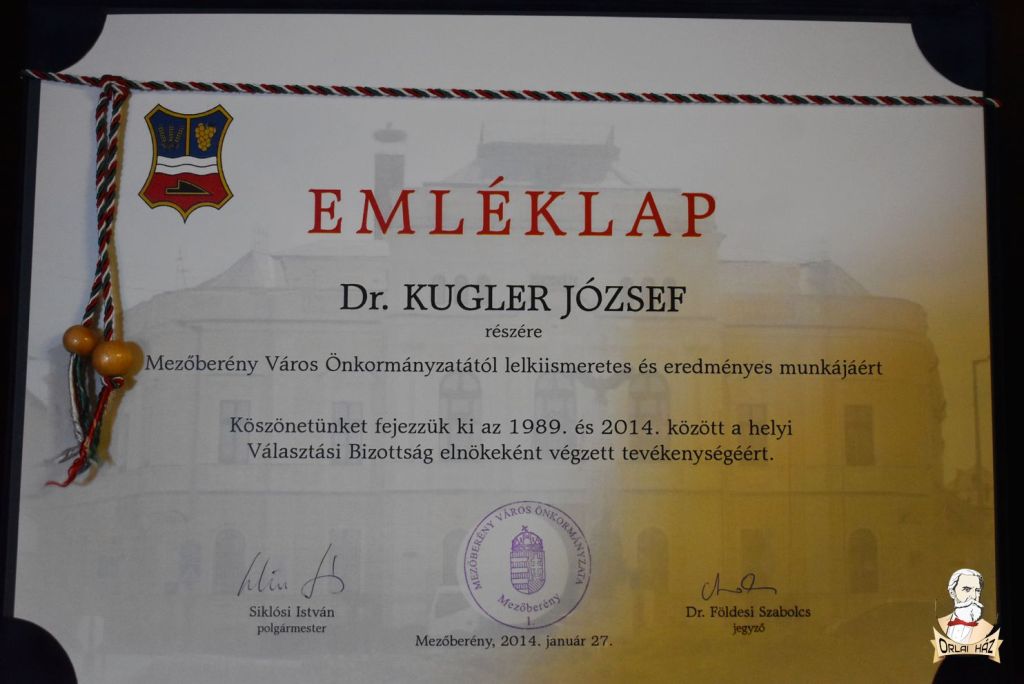 EMLÉKLAP
Dr. KUGLER JÓZSEF
részére
Mezőberény Város Önkormányzatától lelkiismeretes és eredményes munkájáért
Köszönetünket fejezzük ki az 1989. és 2014. között a helyi
Választási Bizottság elnökeként végzett tevékenységéért.
MEZŐBERÉNY VÁROS ÖNKORMÁNYZATA
Mezőberény
1.
Siklósi István
polgármester
Dr. Földesi Szabolcs
jegyző
Mezőberény, 2014. január 27.
ORLAI HÁZ